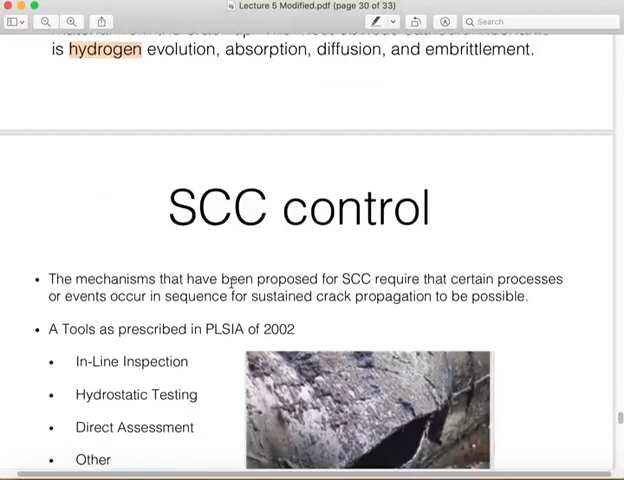 Lecture 5 Modified.pdf (page 30 of 33)
Search
is hydrogen evolution, absorption, diffusion, and embrittlement.
SCC control
• The mechanisms that have been proposed for SCC require that certain processes
or events occur in sequence for sustained crack propagation to be possible.
• A Tools as prescribed in PLSIA of 2002
• In-Line Inspection
• Hydrostatic Testing
• Direct Assessment
• Other